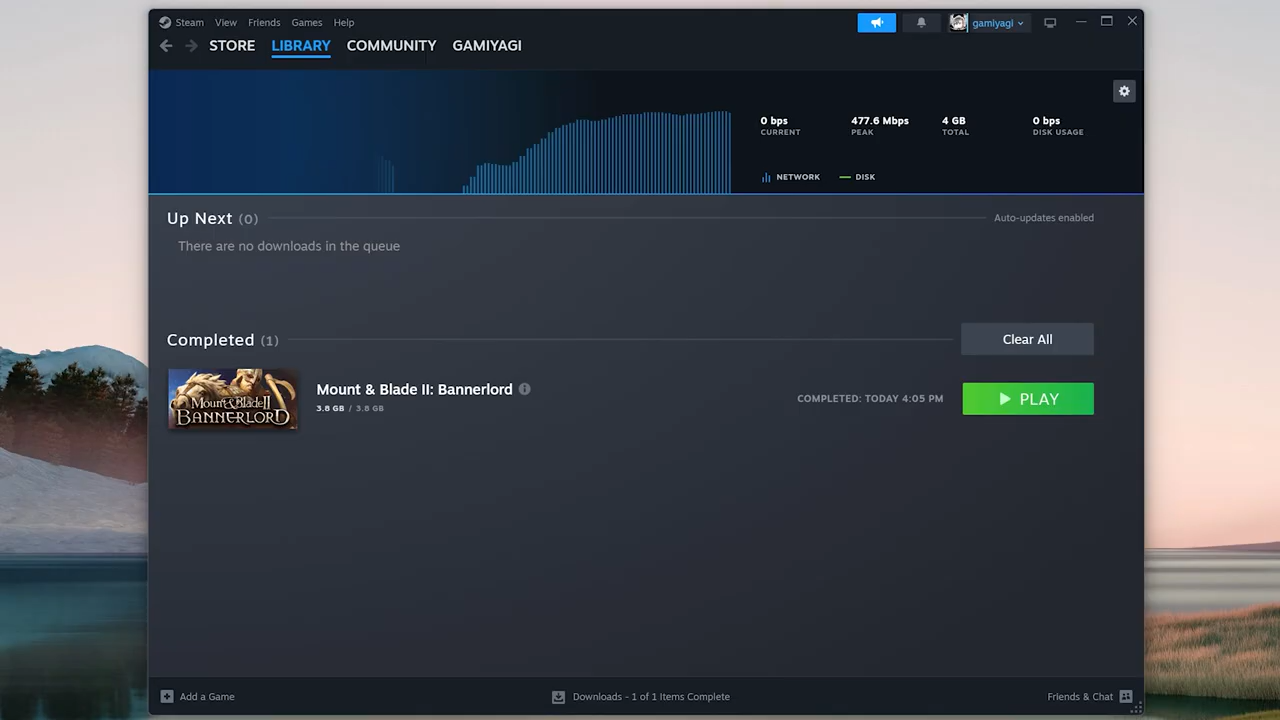 Steam View Friends Games Help gamiyagi
STORE LIBRARY COMMUNITY GAMIYAGI
0 bps 477.6 Mbps 4 GB 0 bps
CURRENT PEAK TOTAL DISK USAGE
NETWORK DISK
Up Next (0) Auto-updates enabled
There are no downloads in the queue
Completed (1) Clear All
MOUNT & BLADE II
BANNERLORD
Mount & Blade II: Bannerlord
3.8 GB / 3.8 GB
COMPLETED: TODAY 4:05 PM PLAY
Add a Game Downloads - 1 of 1 Items Complete Friends & Chat